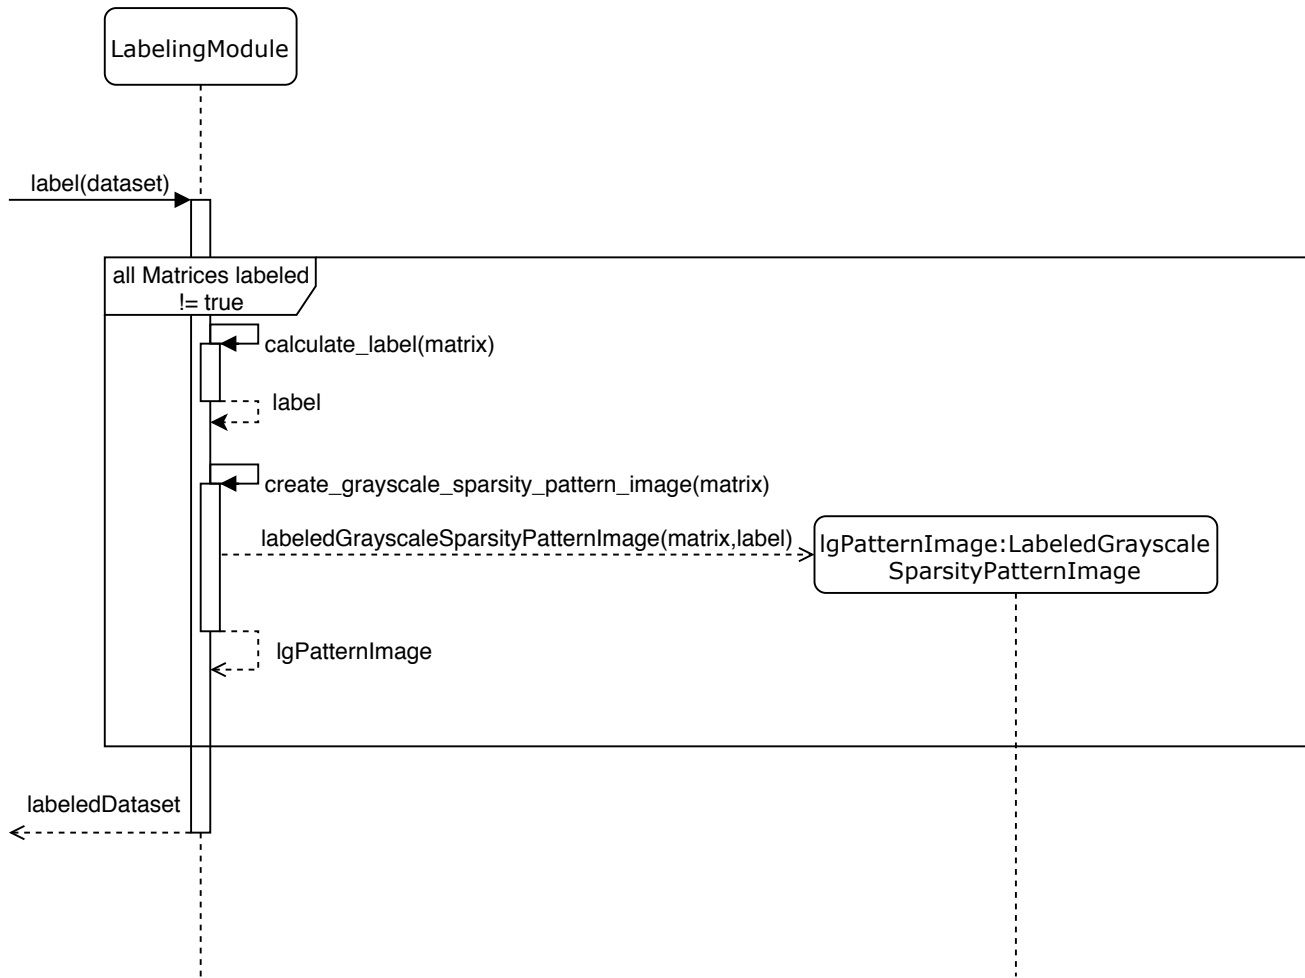 LabelingModule
label(dataset)
all Matrices labeled
!= true
calculate_label(matrix)
label
create_grayscale_sparsity_pattern_image(matrix)
labeledGrayscaleSparsityPatternImage(matrix,label)
lgPatternImage:LabeledGrayscale
SparsityPatternImage
lgPatternImage
labeledDataset